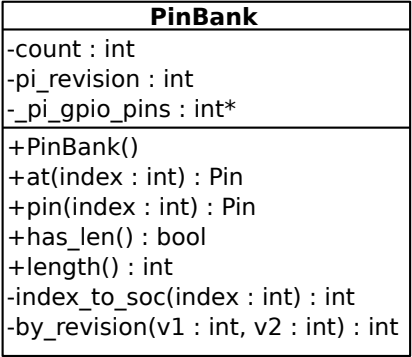 PinBank
-count : int
-pi_revision : int
-_pi_gpio_pins : int*
+PinBank()
+at(index : int) : Pin
+pin(index : int) : Pin
+has_len() : bool
+length() : int
-index_to_soc(index : int) : int
-by_revision(v1 : int, v2 : int) : int